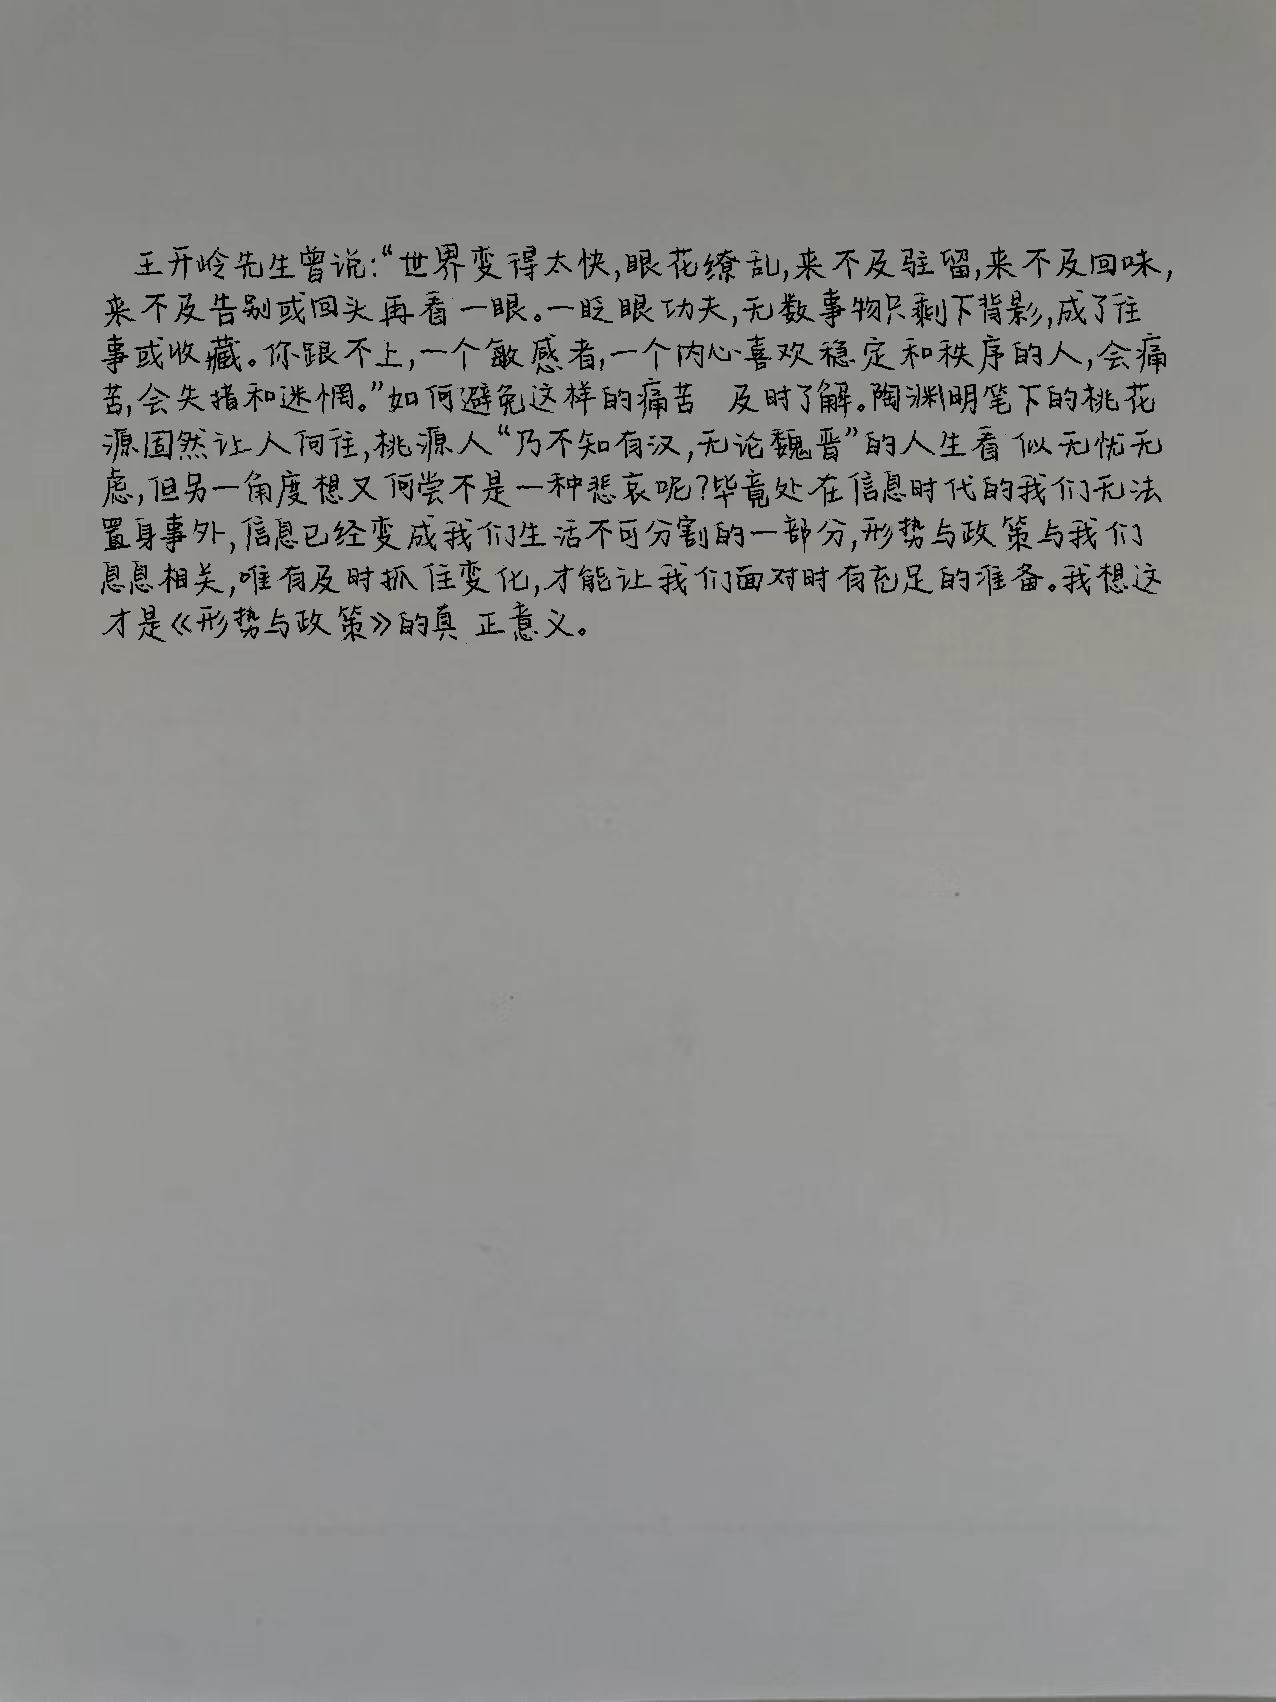 王开岭先生曾说:“世界变得太快,眼花缭乱,来不及驻留,来不及回味,
来不及告别或回头再看一眼。一眨眼功夫,无数事物只剩下背影,成了往
事或收藏。你跟不上,一个敏感者,一个内心喜欢稳定和秩序的人,会痛
苦,会失措和迷惘。”如何避免这样的痛苦 及时了解。陶渊明笔下的桃花
源固然让人向往,桃源人“乃不知有汉,无论魏晋”的人生看似无忧无
虑,但另一角度想又何尝不是一种悲哀呢?毕竟处在信息时代的我们无法
置身事外,信息已经变成我们生活不可分割的一部分,形势与政策与我们
息息相关,唯有及时抓住变化,才能让我们面对时有充足的准备。我想这
才是《形势与政策》的真正意义。